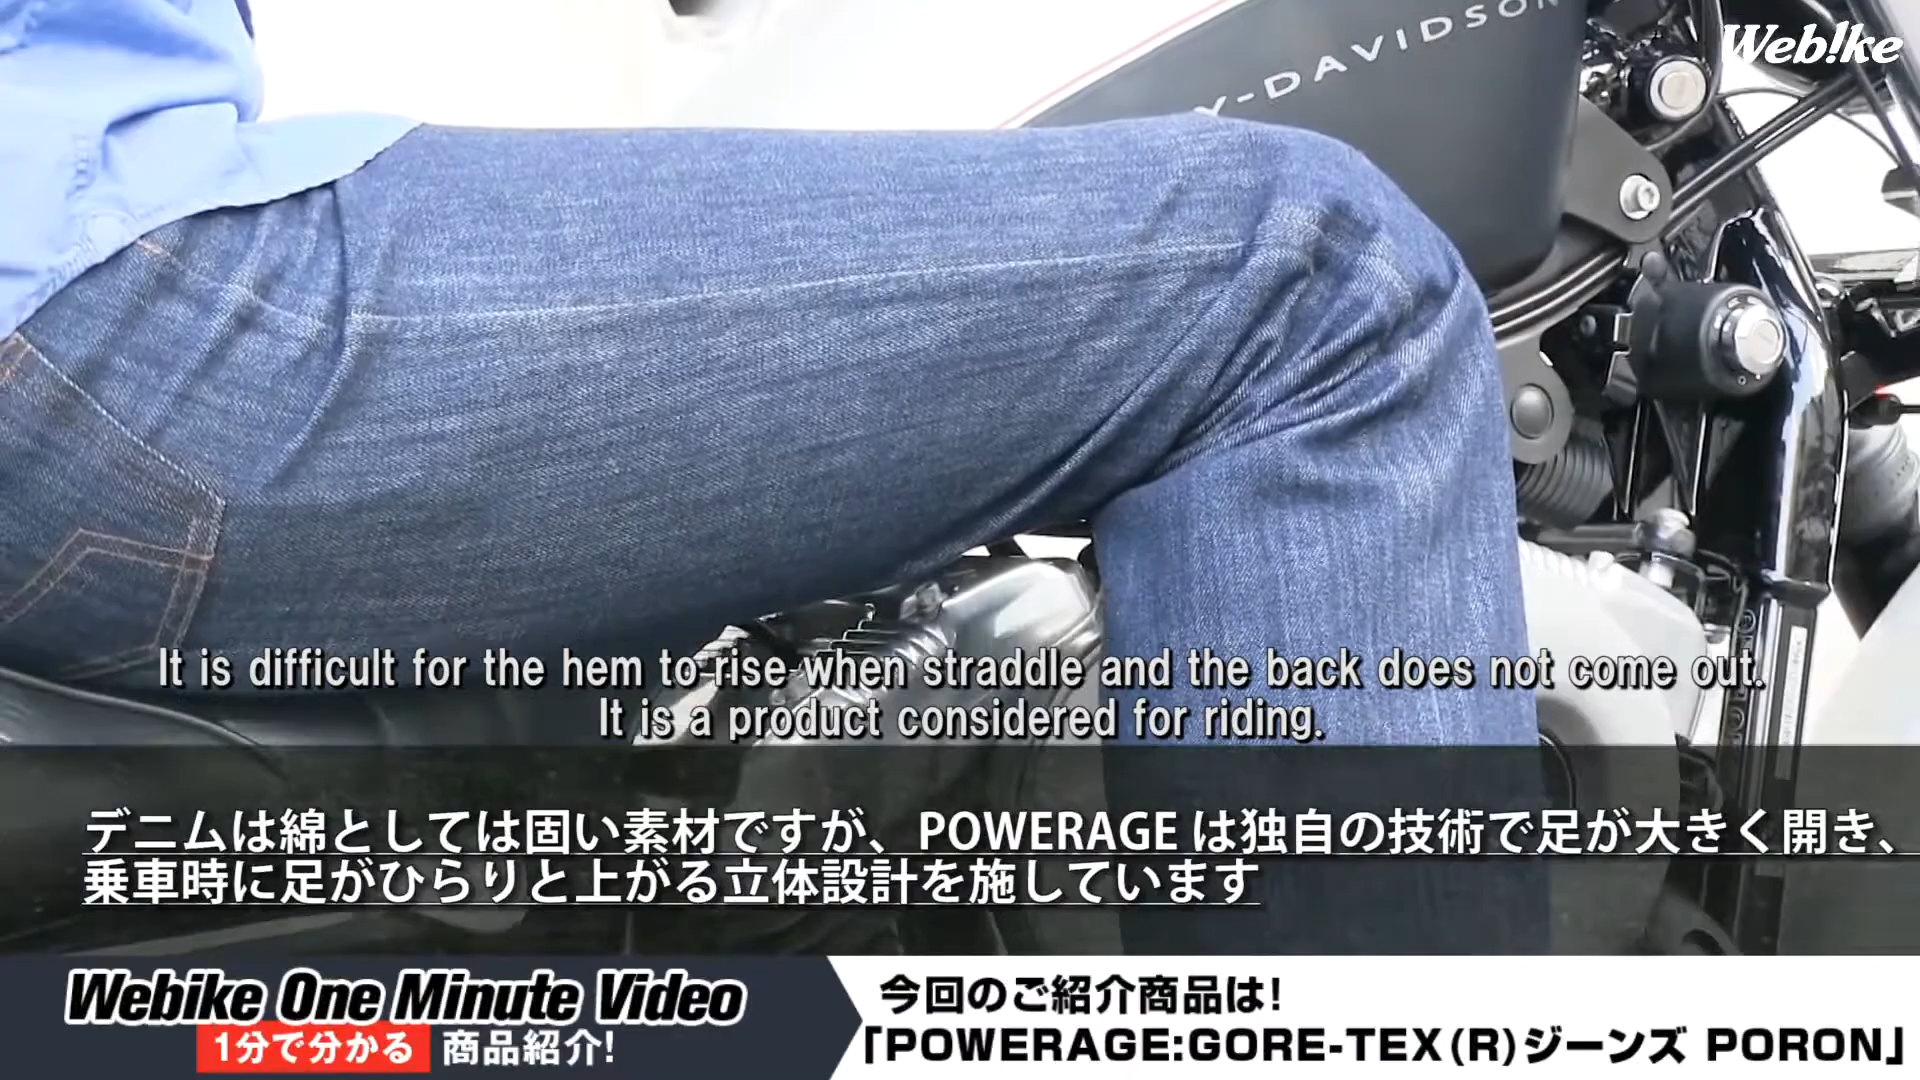 Y-DAVIDSON
Web!ke
It is difficult for the hem to rise when straddle and the back does not come out.
It is a product considered for riding.
デニムは綿としては固い素材ですが、POWERAGE は独自の技術で足が大きく開き、
乗車時に足がひらりと上がる立体設計を施しています
Webike One Minute Video
1分で分かる 商品紹介!
今回のご紹介商品は!
「POWERAGE:GORE-TEX(R)ジーンズ PORON」